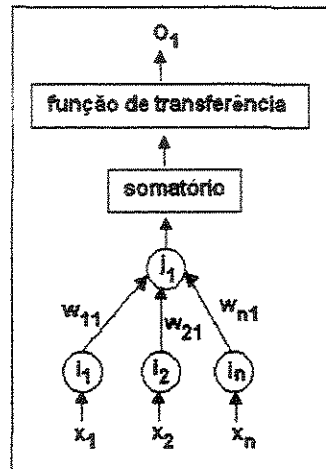 O₁
função de transferência
somatório
j₁
w₁₁ w₂₁ wₙ₁
i₁ i₂ iₙ
x₁ x₂ xₙ